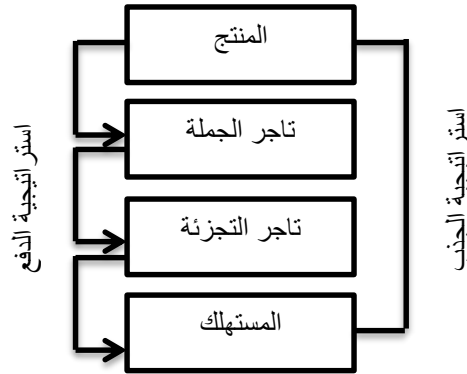 المنتج
تاجر الجملة
تاجر التجزئة
المستهلك
استراتيجية الدفع
استراتيجية الجذب